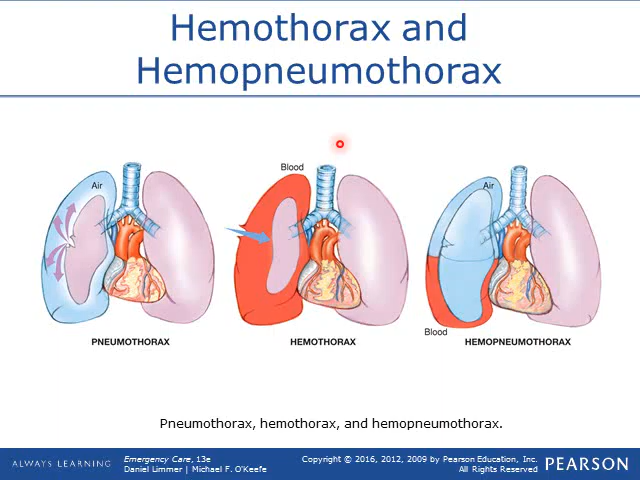 Hemothorax and
Hemopneumothorax
Air
Blood
Air
Blood
PNEUMOTHORAX
HEMOTHORAX
HEMOPNEUMOTHORAX
Pneumothorax, hemothorax, and hemopneumothorax.
ALWAYS LEARNING
Emergency Care, 13e
Daniel Limmer | Michael F. O'Keefe
Copyright © 2016, 2012, 2009 by Pearson Education, Inc.
All Rights Reserved
PEARSON